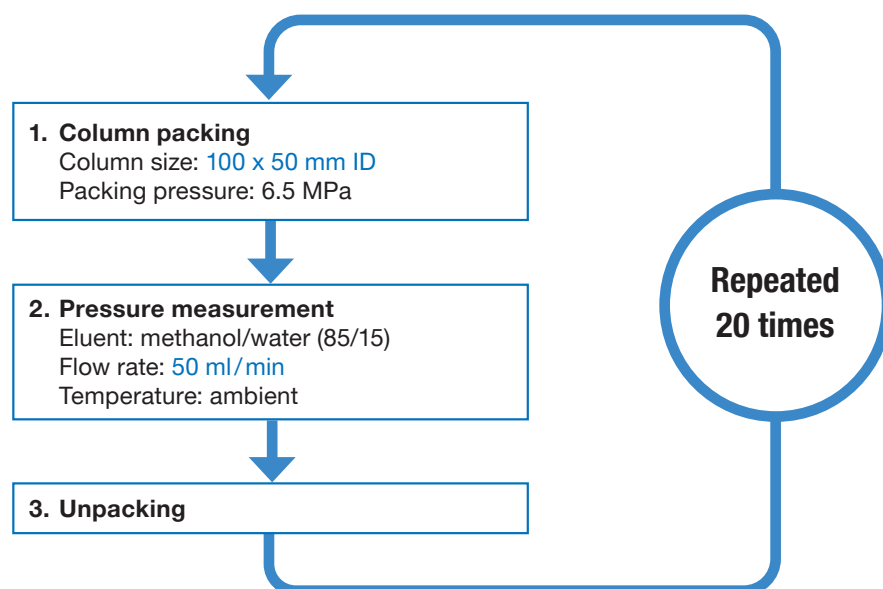 1. Column packing
Column size: 100 x 50 mm ID
Packing pressure: 6.5 MPa
2. Pressure measurement
Eluent: methanol/water (85/15)
Flow rate: 50 ml/min
Temperature: ambient
3. Unpacking
Repeated
20 times